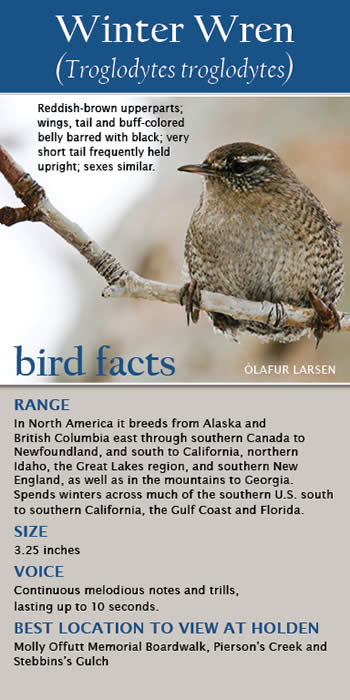 Winter Wren
(Troglodytes troglodytes)
Reddish-brown upperparts;
wings, tail and buff-colored
belly barred with black; very
short tail frequently held
upright; sexes similar.
bird facts
ÓLAFUR LARSEN
RANGE
In North America it breeds from Alaska and
British Columbia east through southern Canada to
Newfoundland, and south to California, northern
Idaho, the Great Lakes region, and southern New
England, as well as in the mountains to Georgia.
Spends winters across much of the southern U.S. south
to southern California, the Gulf Coast and Florida.
SIZE
3.25 inches
VOICE
Continuous melodious notes and trills,
lasting up to 10 seconds.
BEST LOCATION TO VIEW AT HOLDEN
Molly Offutt Memorial Boardwalk, Pierson's Creek and
Stebbins's Gulch